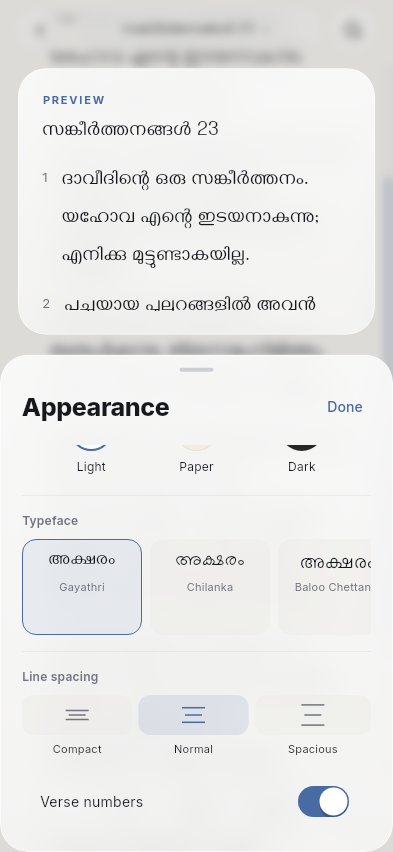 PREVIEW
സങ്കീർത്തനങ്ങൾ 23
1 ദാവീദിന്റെ ഒരു സങ്കീർത്തനം.
യഹോവ എന്റെ ഇടയനാകുന്നു;
എനിക്കു മുട്ടുണ്ടാകയില്ല.
2 പച്ചയായ പുല്പുറങ്ങളിൽ അവൻ
Appearance
Done
Light Paper Dark
Typeface
അക്ഷരം അക്ഷരം
Gayathri Chilanka Baloo Chettan
Line spacing
Compact Normal Spacious
Verse numbers